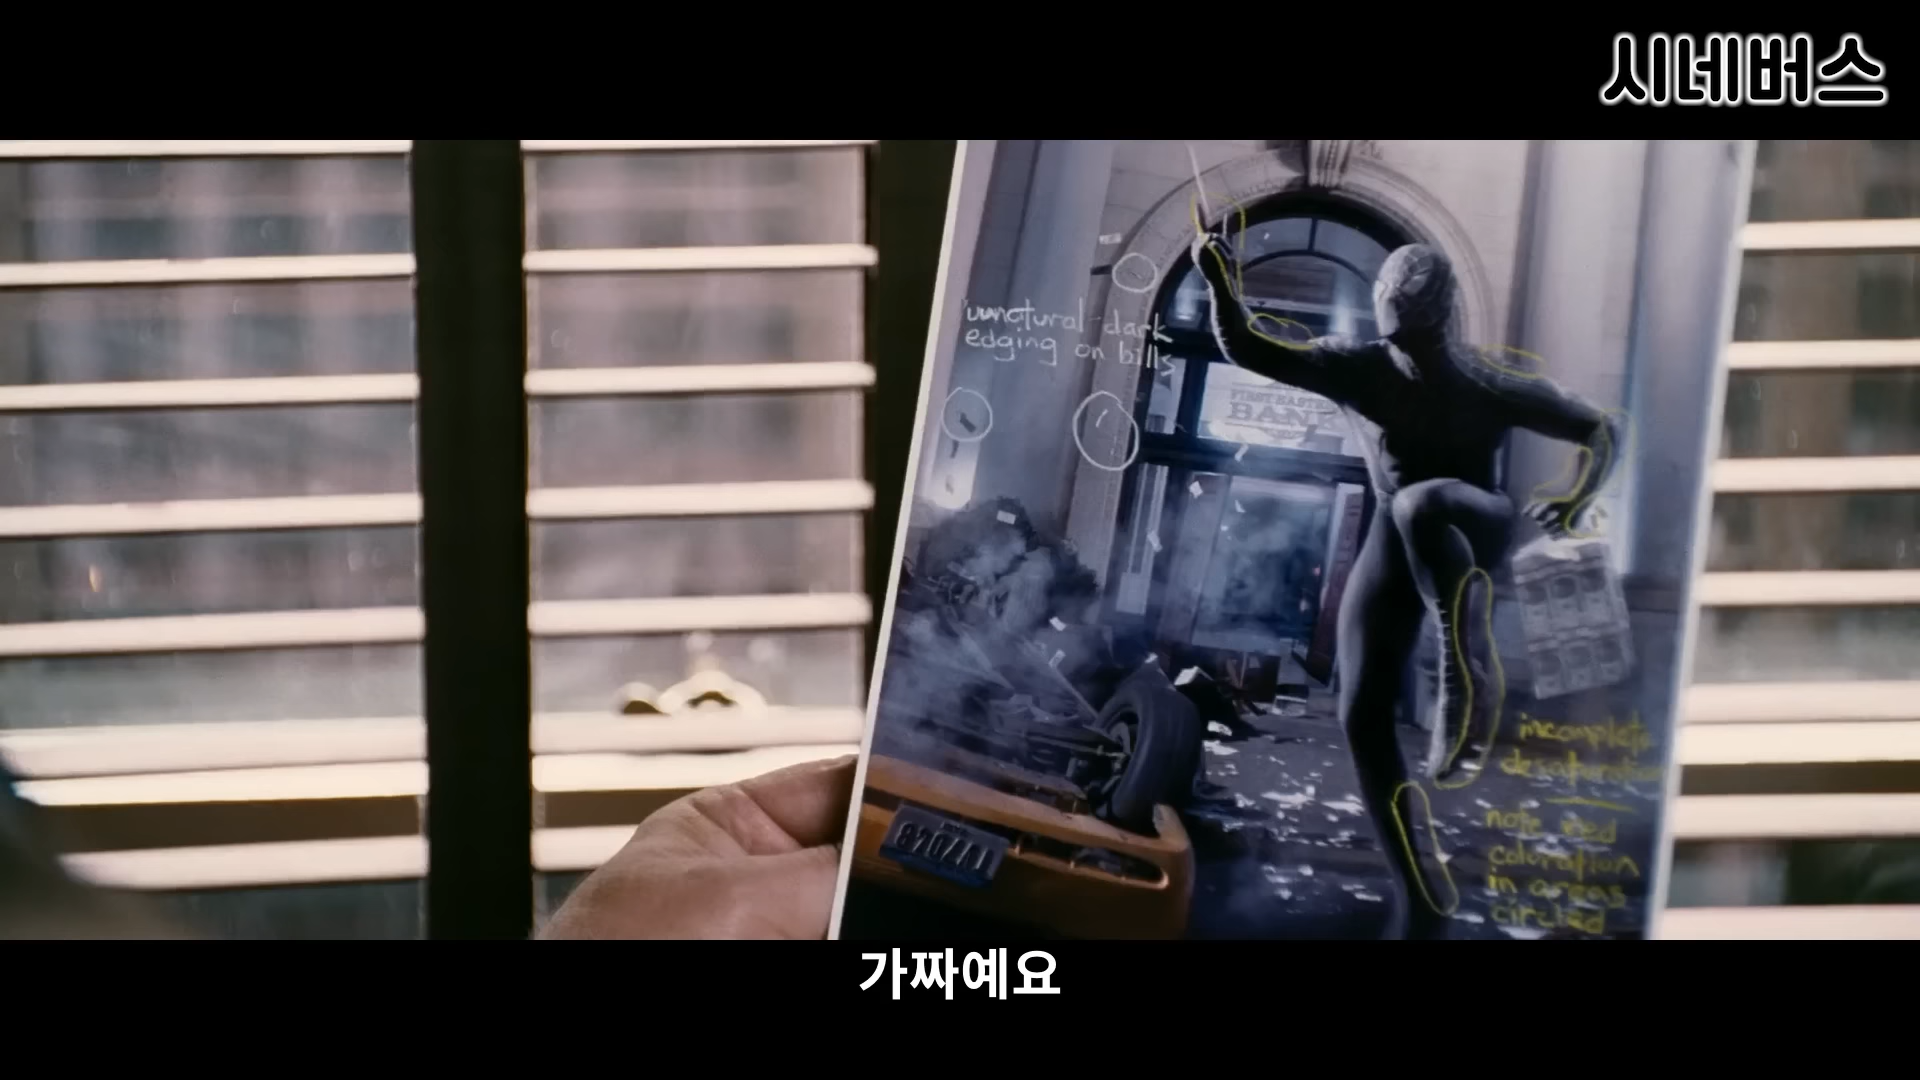 시네버스
unnatural dark
edging on bills
FIRST EASTE
BANK
incomplete
desaturation
note red
coloration
in areas
circled
가짜예요